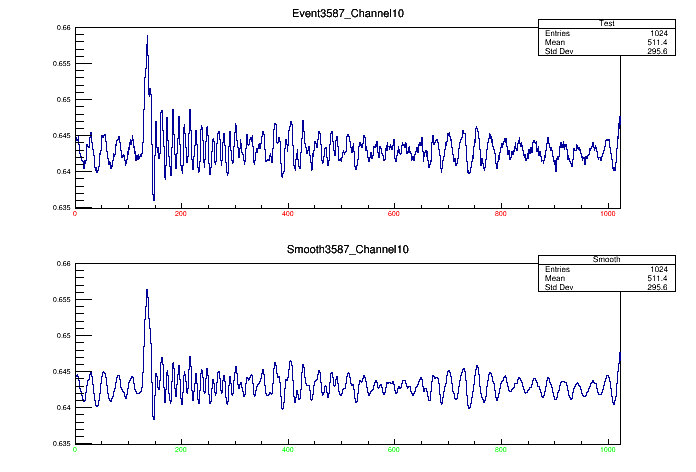 Event3587_Channel10
Test
Entries 1024
Mean 511.4
Std Dev 295.6
0.66
0.655
0.65
0.645
0.64
0.635
0 200 400 600 800 1000
Smooth3587_Channel10
Smooth
Entries 1024
Mean 511.4
Std Dev 295.6
0.66
0.655
0.65
0.645
0.64
0.635
0 200 400 600 800 1000